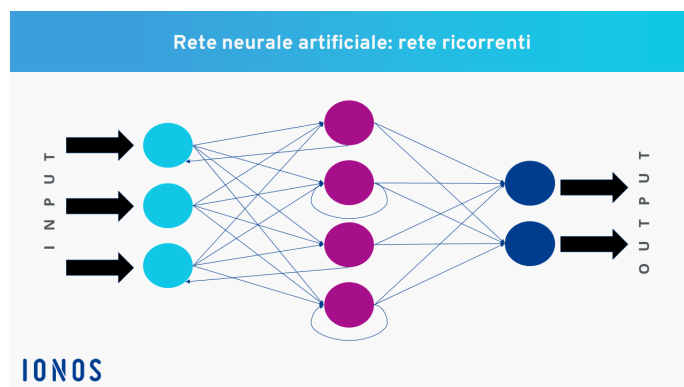 Rete neurale artificiale: rete ricorrenti
INPUT
OUTPUT
IONOS